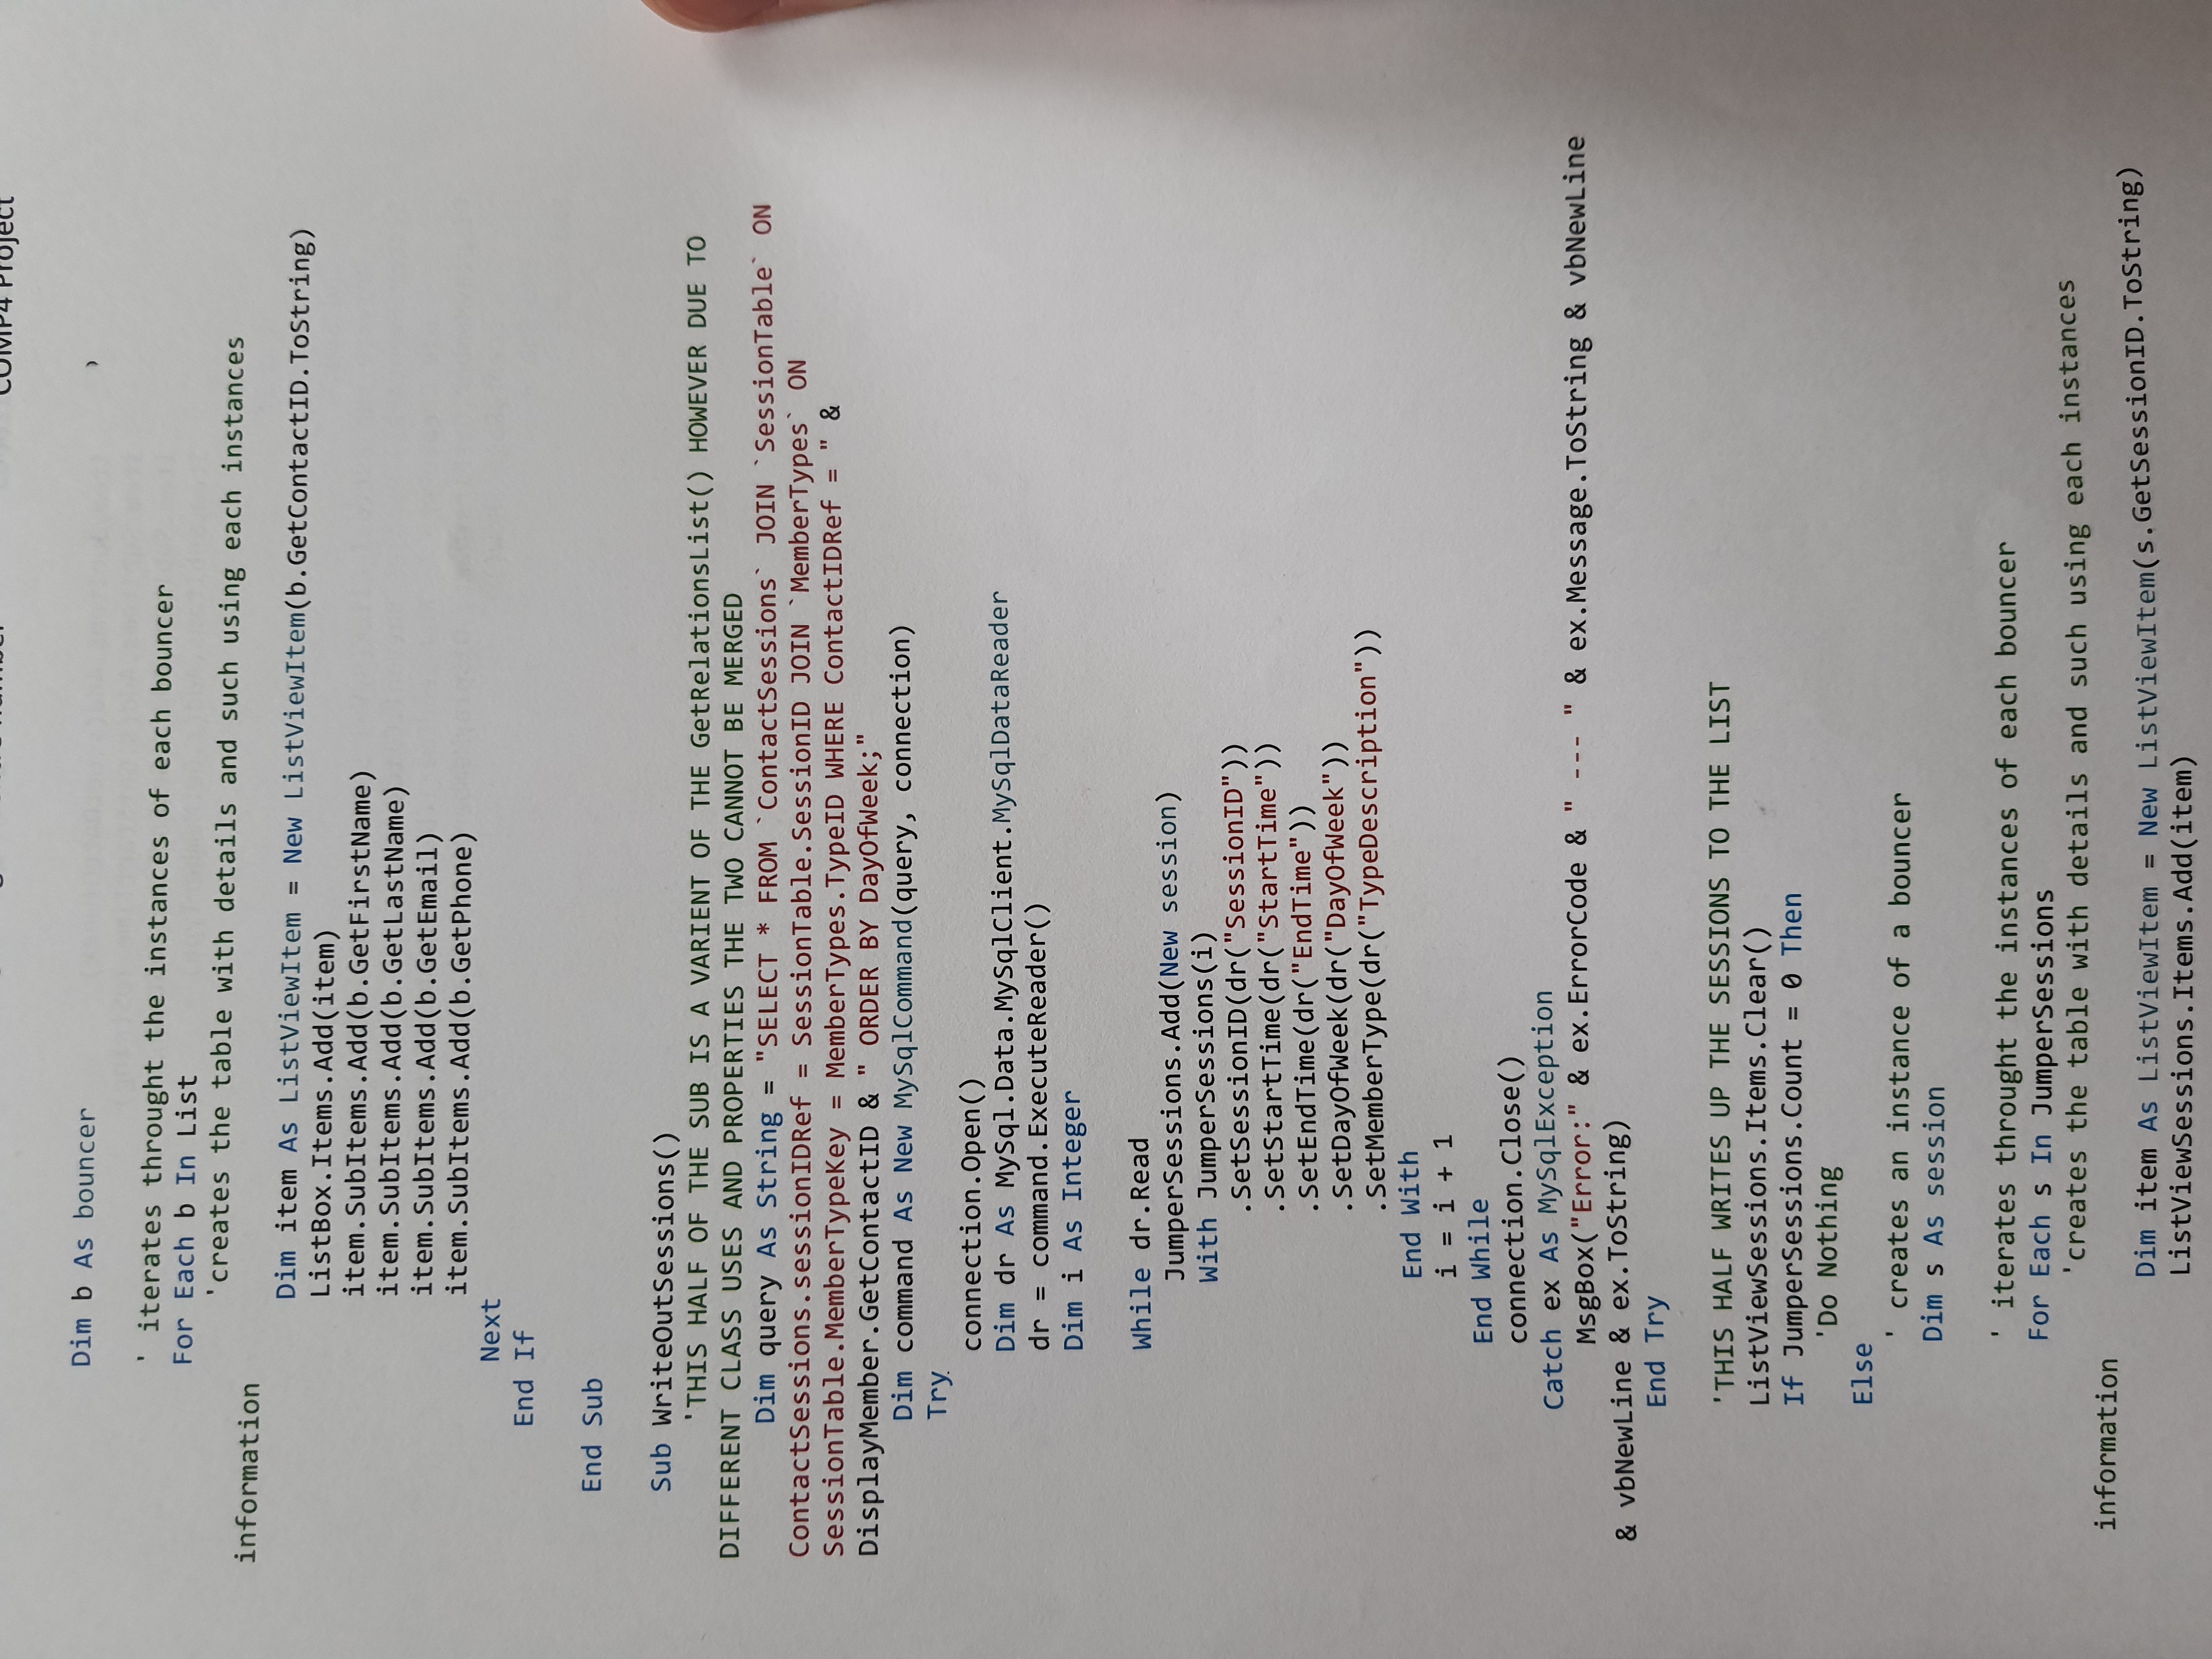 number COMP4 Project
Dim b As bouncer
' iterates throught the instances of each bouncer
For Each b In List
'creates the table with details and such using each instances
information
Dim item As ListViewItem = New ListViewItem(b.GetContactID.ToString)
ListBox.Items.Add(item)
item.SubItems.Add(b.GetFirstName)
item.SubItems.Add(b.GetLastName)
item.SubItems.Add(b.GetEmail)
item.SubItems.Add(b.GetPhone)
Next
End If
End Sub
Sub WriteOutSessions()
'THIS HALF OF THE SUB IS A VARIENT OF THE GetRelationsList() HOWEVER DUE TO
DIFFERENT CLASS USES AND PROPERTIES THE TWO CANNOT BE MERGED
Dim query As String = "SELECT * FROM `ContactSessions` JOIN `SessionTable` ON
ContactSessions.sessionIDRef = SessionTable.SessionID JOIN `MemberTypes` ON
SessionTable.MemberTypeKey = MemberTypes.TypeID WHERE ContactIDRef = " &
DisplayMember.GetContactID & " ORDER BY DayOfWeek;"
Dim command As New MySqlCommand(query, connection)
Try
connection.Open()
Dim dr As MySql.Data.MySqlClient.MySqlDataReader
dr = command.ExecuteReader()
Dim i As Integer
While dr.Read
JumperSessions.Add(New session)
With JumperSessions(i)
.SetSessionID(dr("SessionID"))
.SetStartTime(dr("StartTime"))
.SetEndTime(dr("EndTime"))
.SetDayOfWeek(dr("DayOfWeek"))
.SetMemberType(dr("TypeDescription"))
End With
i = i + 1
End While
connection.Close()
Catch ex As MySqlException
MsgBox("Error:" & ex.ErrorCode & " --- " & ex.Message.ToString & vbNewLine
& vbNewLine & ex.ToString)
End Try
'THIS HALF WRITES UP THE SESSIONS TO THE LIST
ListViewSessions.Items.Clear()
If JumperSessions.Count = 0 Then
'Do Nothing
Else
' creates an instance of a bouncer
Dim s As session
' iterates throught the instances of each bouncer
For Each s In JumperSessions
'creates the table with details and such using each instances
information
Dim item As ListViewItem = New ListViewItem(s.GetSessionID.ToString)
ListViewSessions.Items.Add(item)